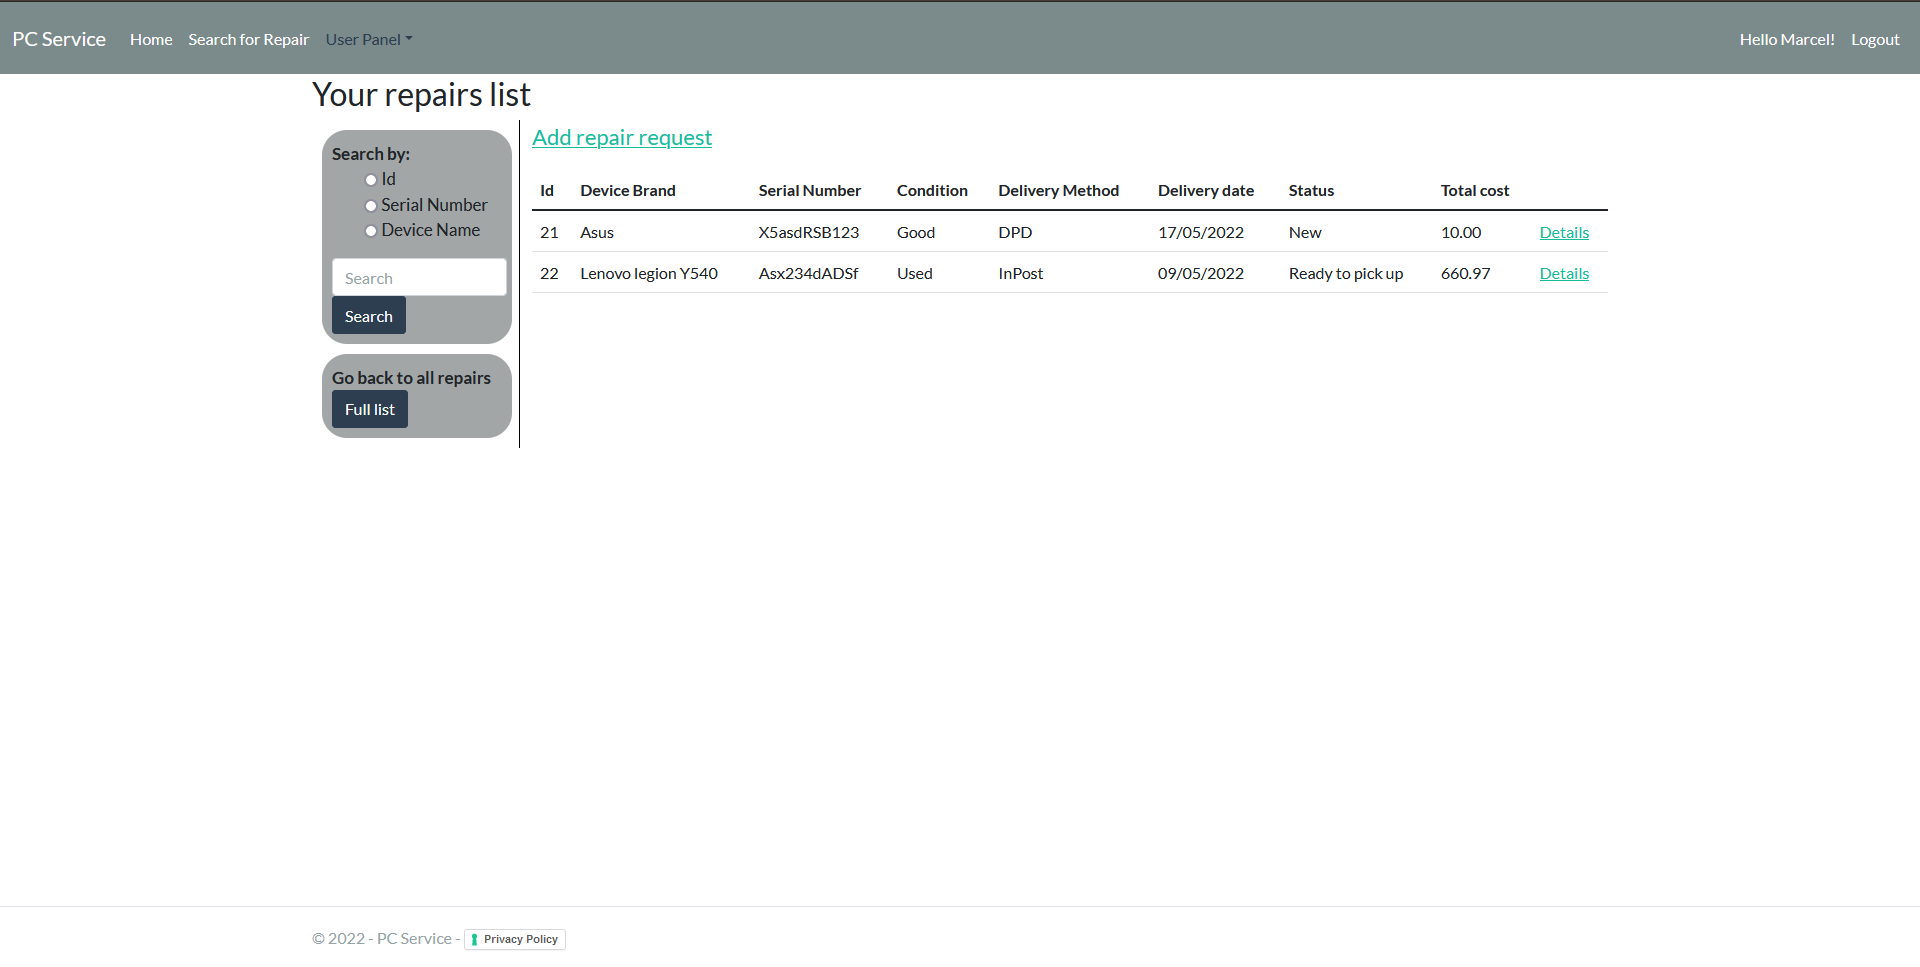 PC Service Home Search for Repair User Panel Hello Marcel! Logout
Your repairs list
Search by:
Id
Serial Number
Device Name
Search
Search
Go back to all repairs
Full list
Add repair request
Id Device Brand Serial Number Condition Delivery Method Delivery date Status Total cost
21 Asus X5asdRSB123 Good DPD 17/05/2022 New 10.00 Details
22 Lenovo legion Y540 Asx234dADSf Used InPost 09/05/2022 Ready to pick up 660.97 Details
© 2022 - PC Service - Privacy Policy